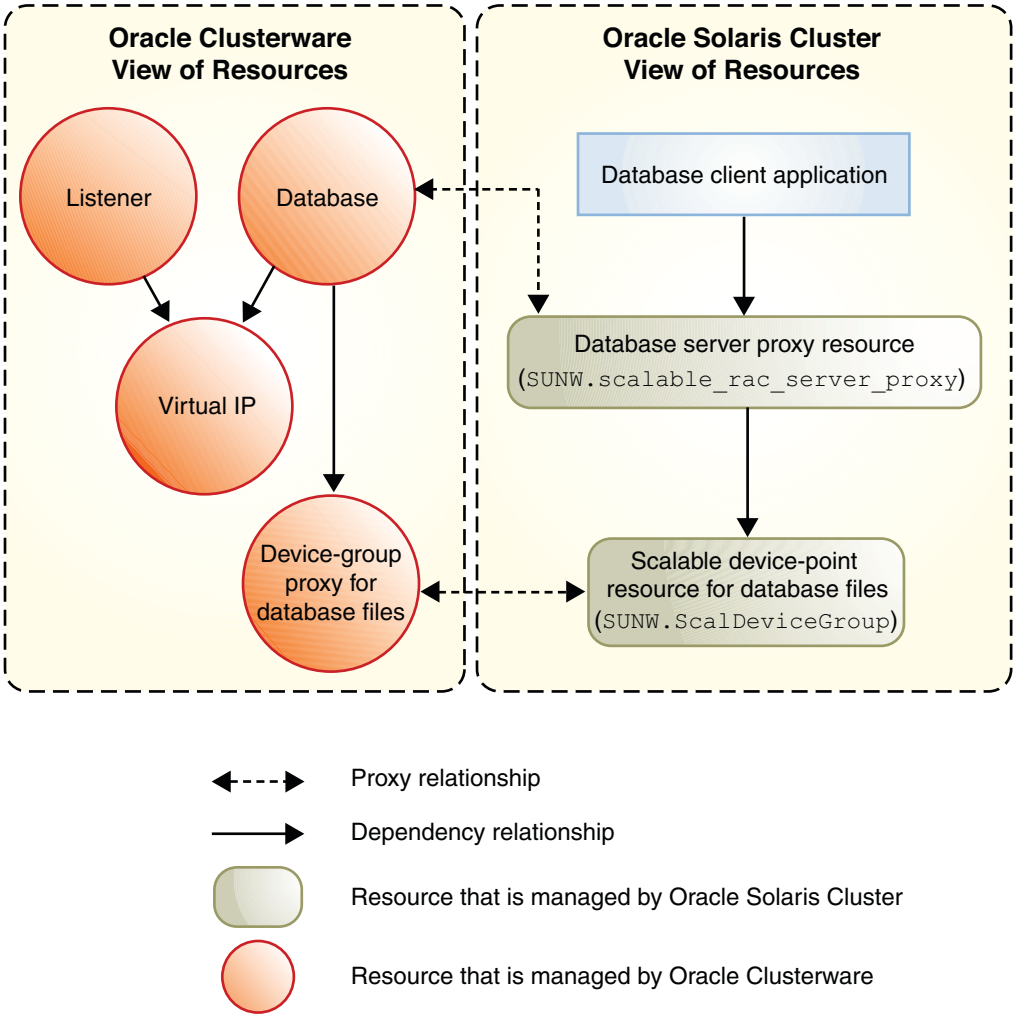 Oracle Clusterware
View of Resources
Listener
Database
Virtual IP
Device-group
proxy for
database files
Oracle Solaris Cluster
View of Resources
Database client application
Database server proxy resource
(SUNW.scalable_rac_server_proxy)
Scalable device-point
resource for database files
(SUNW.ScalDeviceGroup)
Proxy relationship
Dependency relationship
Resource that is managed by Oracle Solaris Cluster
Resource that is managed by Oracle Clusterware